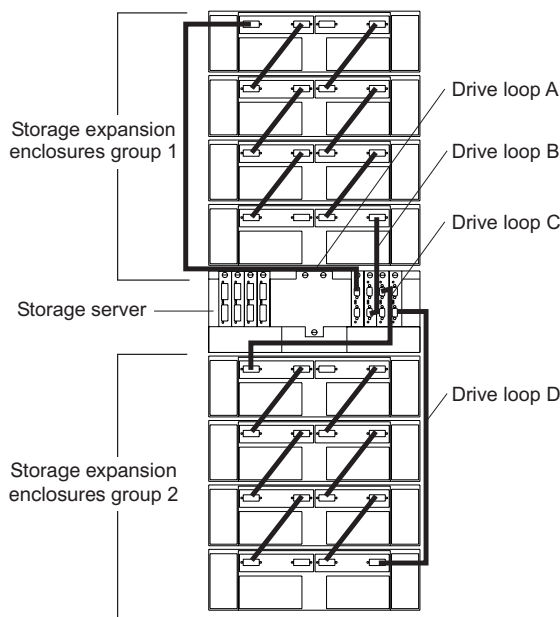 Drive loop A
Storage expansion
enclosures group 1
Drive loop B
Drive loop C
Storage server
Drive loop D
Storage expansion
enclosures group 2